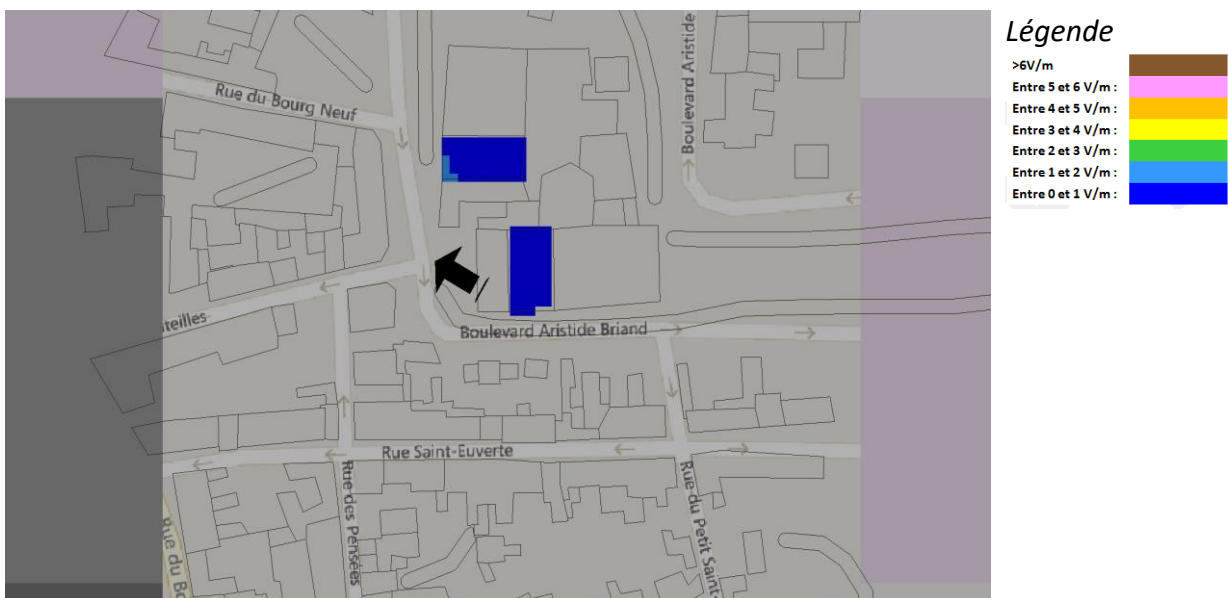 Légende
>6V/m
Entre 5 et 6 V/m :
Entre 4 et 5 V/m :
Entre 3 et 4 V/m :
Entre 2 et 3 V/m :
Entre 1 et 2 V/m :
Entre 0 et 1 V/m :
Rue du Bourg Neuf
Boulevard Aristide
teilles
Boulevard Aristide Briand
Rue Saint-Euverte
Rue des Pensées
Rue du Petit Saint-
Rue du Bo